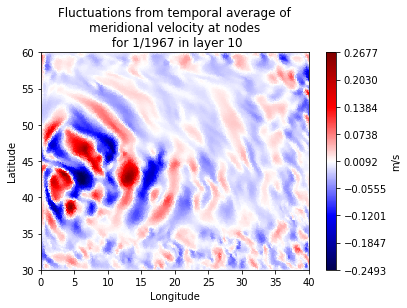 Fluctuations from temporal average of
meridional velocity at nodes
for 1/1967 in layer 10
60
55
50
45
40
35
30
Latitude
0 5 10 15 20 25 30 35 40
Longitude
0.2677
0.2030
0.1384
0.0738
0.0092
−0.0555
−0.1201
−0.1847
−0.2493
m/s